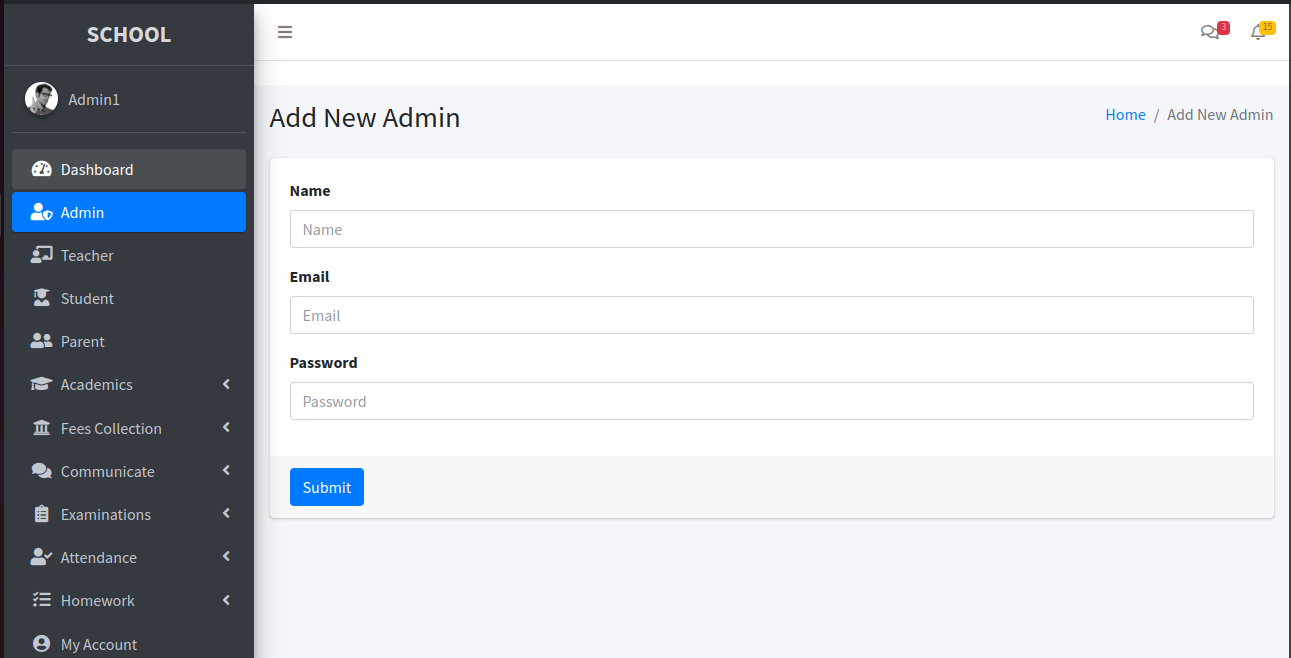 SCHOOL
3
15
Admin1
Add New Admin
Home / Add New Admin
Dashboard
Admin
Teacher
Student
Parent
Academics
Fees Collection
Communicate
Examinations
Attendance
Homework
My Account
Name
Name
Email
Email
Password
Password
Submit